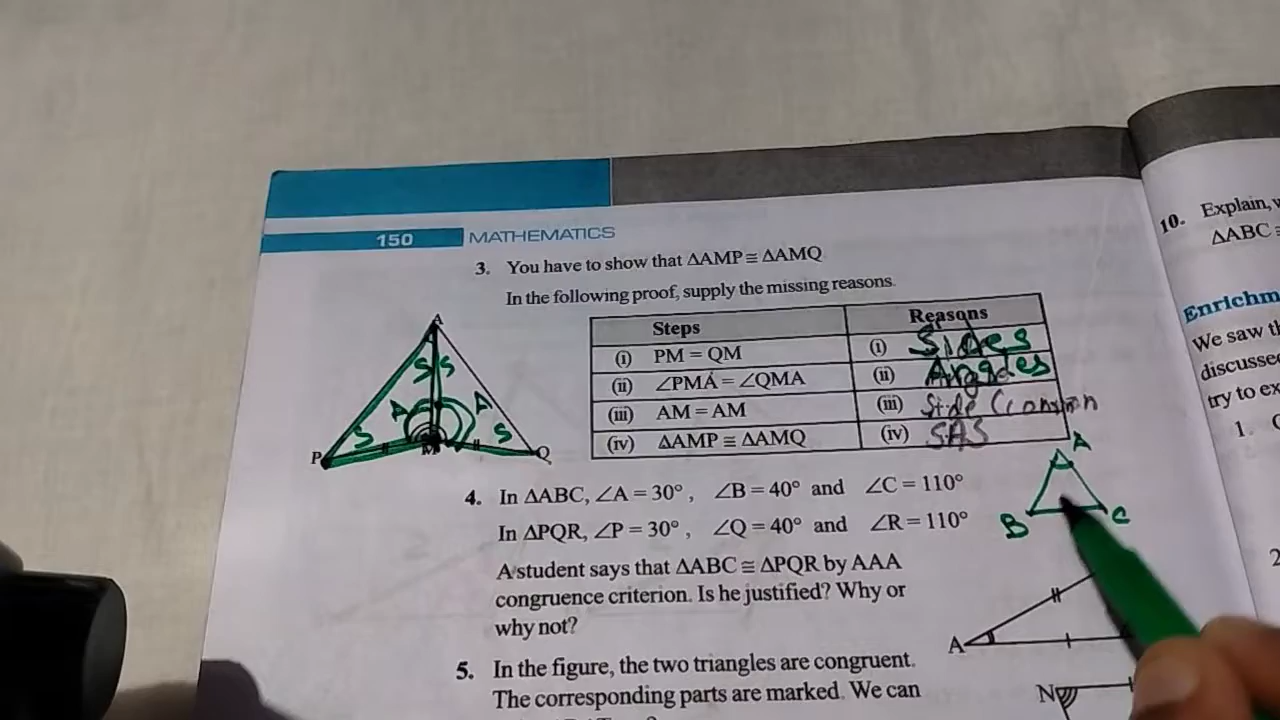 150 MATHEMATICS
3. You have to show that ΔAMP ≅ ΔAMQ
In the following proof, supply the missing reasons.
Steps Reasons
(i) PM = QM (i) Sides
(ii) ∠PMA = ∠QMA (ii)
(iii) AM = AM (iii) Side
(iv) ΔAMP ≅ ΔAMQ (iv) SAS
A
S S
A A
S S
P M Q
4. In ΔABC, ∠A = 30°, ∠B = 40° and ∠C = 110°
In ΔPQR, ∠P = 30°, ∠Q = 40° and ∠R = 110°
A student says that ΔABC ≅ ΔPQR by AAA
congruence criterion. Is he justified? Why or
why not?
A
B C
5. In the figure, the two triangles are congruent.
The corresponding parts are marked. We can
A
N
10. Explain,
ΔABC ≅
Enrichm
We saw
discussed
try to ex
1.
2